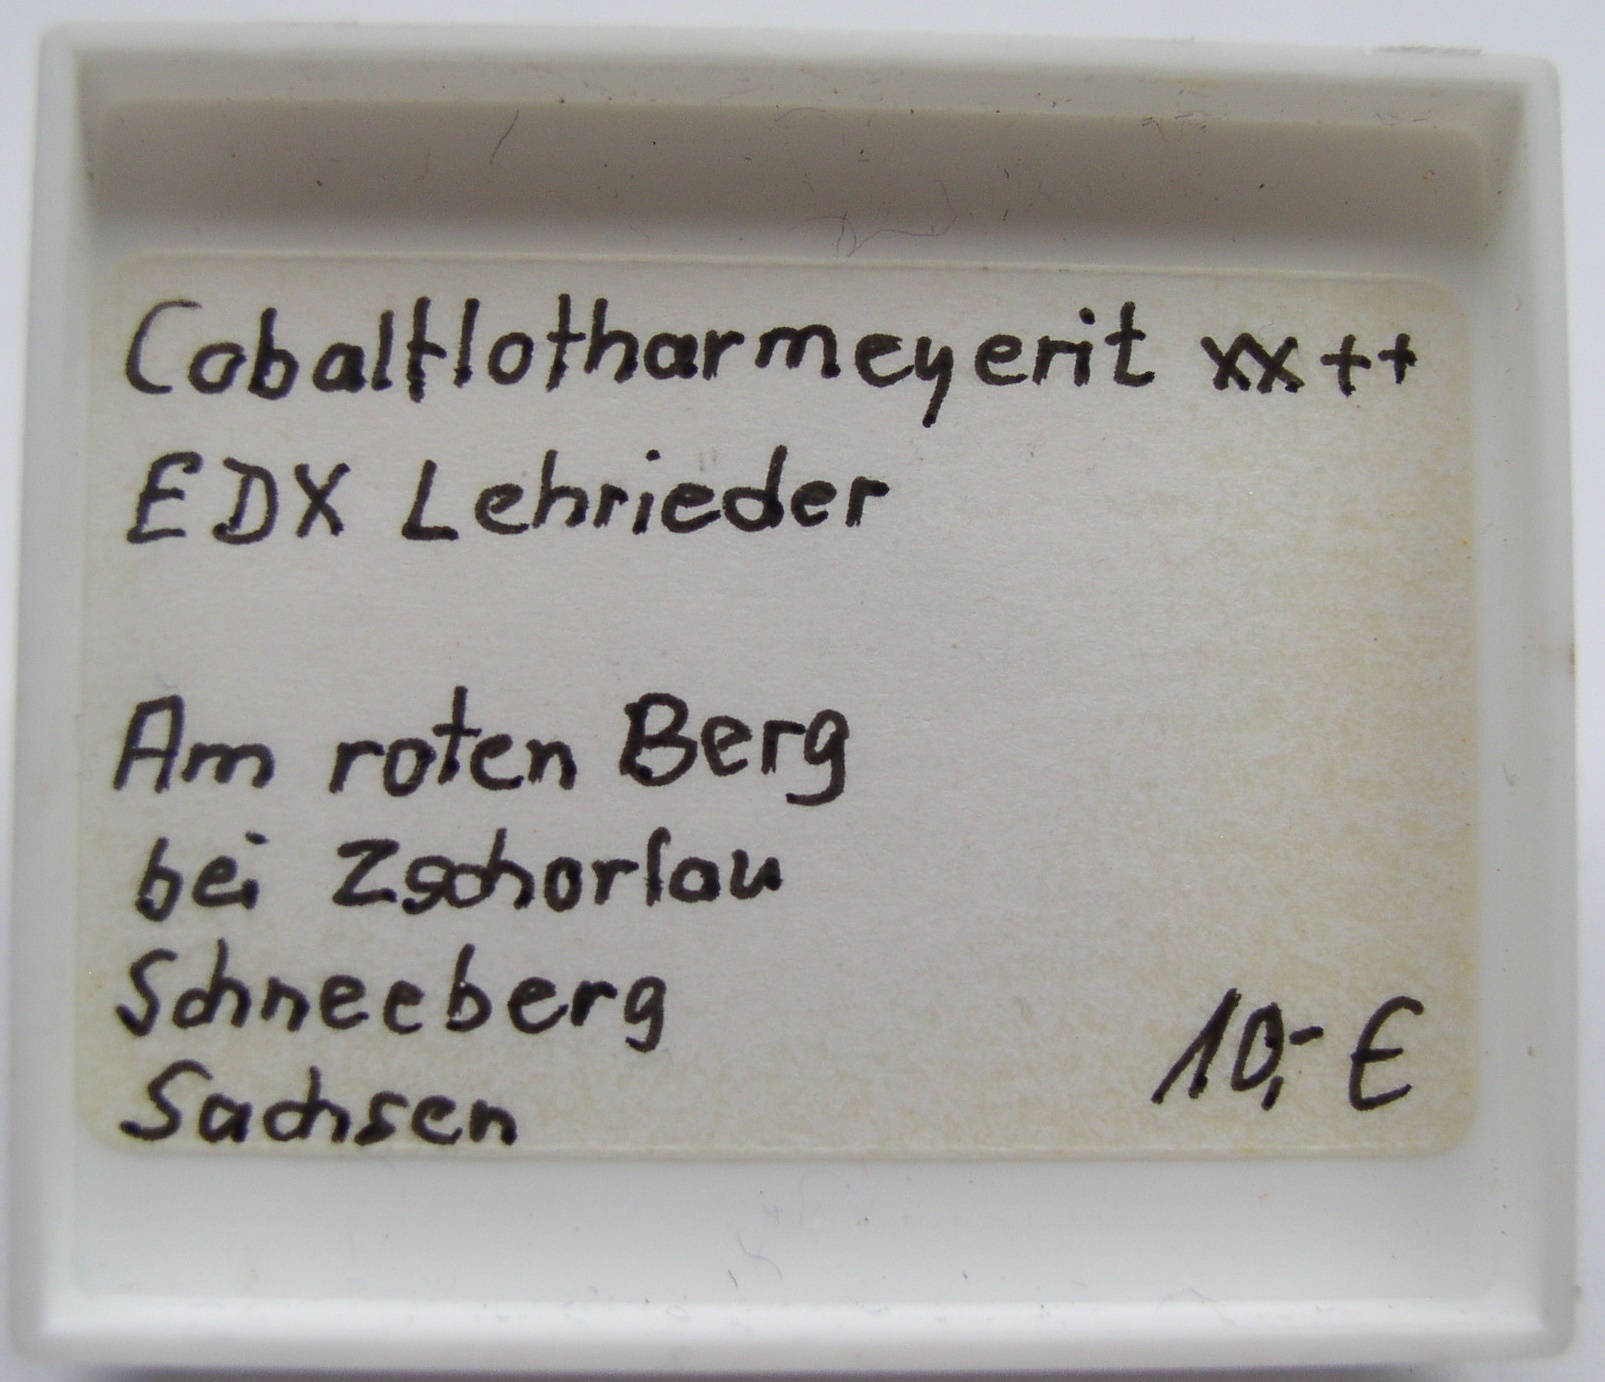 Cobaltlotharmeyerit xx++
EDX Lehrieder
Am roten Berg
bei Zschorlau
Schneeberg
Sachsen
10,- €